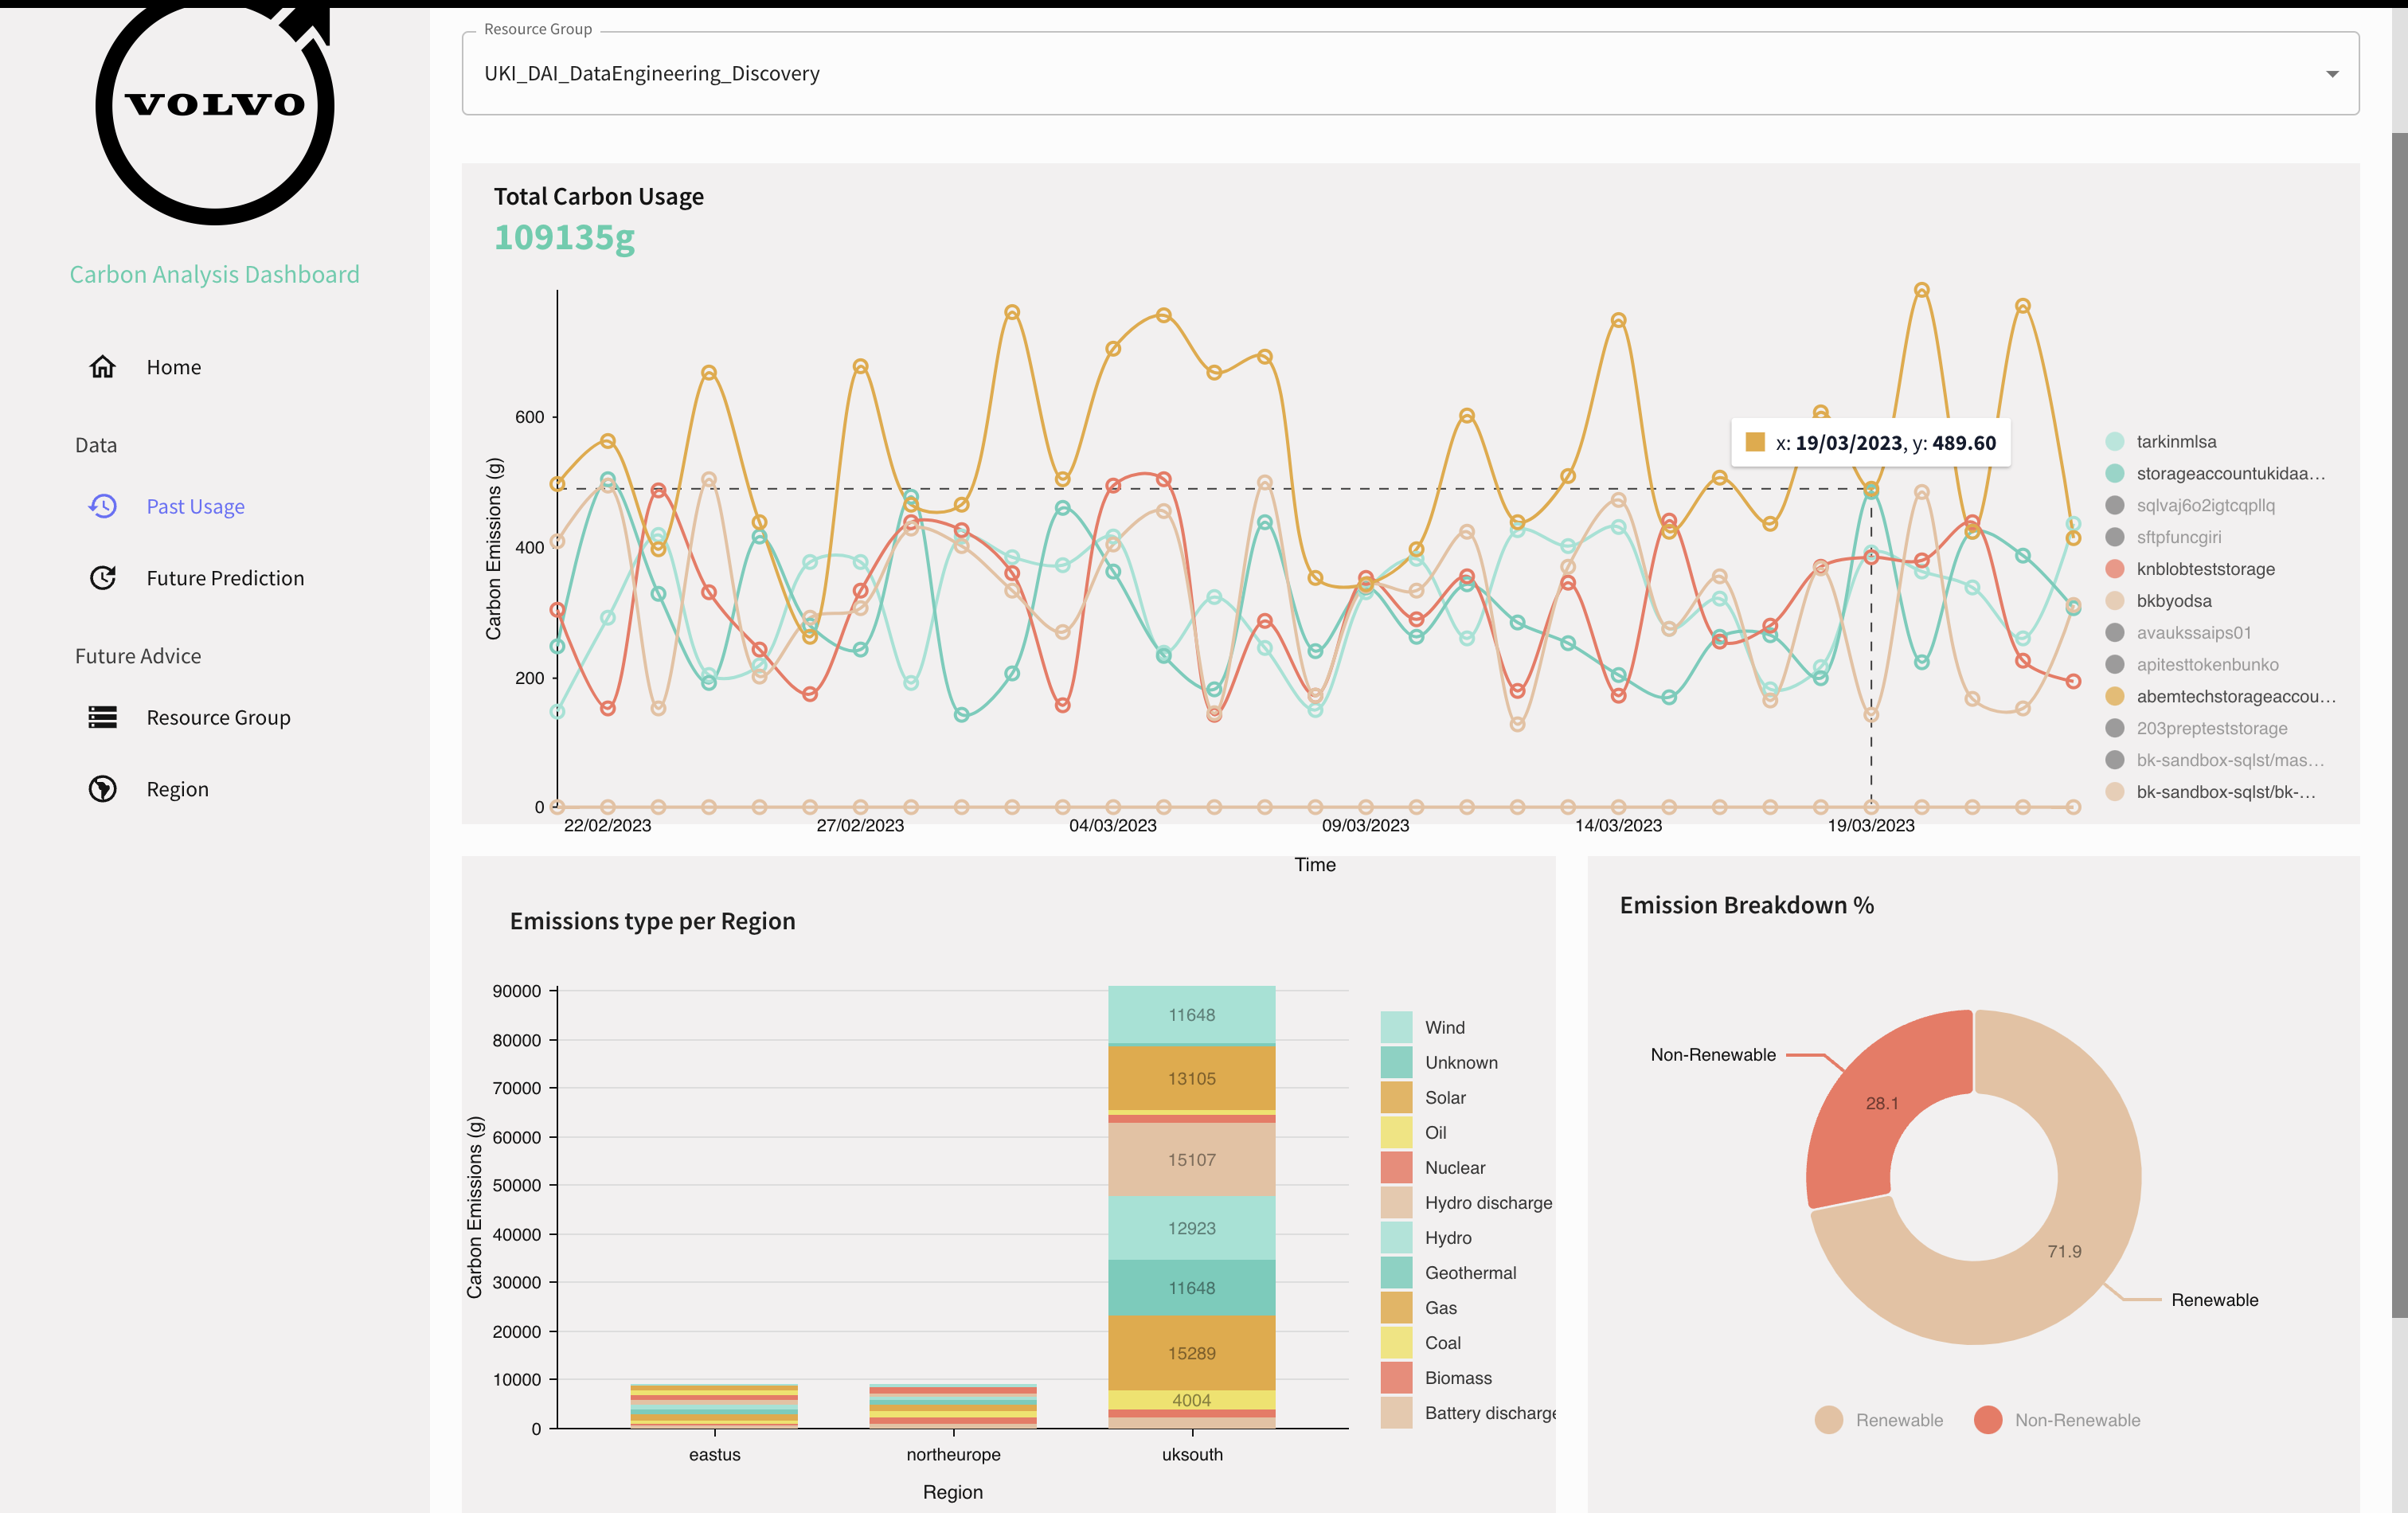 VOLVO
Carbon Analysis Dashboard
Home
Data
Past Usage
Future Prediction
Future Advice
Resource Group
Region
Resource Group
UKI_DAI_DataEngineering_Discovery
Total Carbon Usage
109135g
Carbon Emissions (g)
600
400
200
0
22/02/2023
27/02/2023
04/03/2023
09/03/2023
14/03/2023
19/03/2023
Time
x: 19/03/2023, y: 489.60
tarkinmlsa
storageaccountukidaa...
sqlvaj6o2igtcqpllq
sftpfuncgiri
knblobteststorage
bkbyodsa
avaukssaips01
apitesttokenbunko
abemtechstorageaccou...
203prepteststorage
bk-sandbox-sqlst/mas...
bk-sandbox-sqlst/bk-...
Emissions type per Region
Carbon Emissions (g)
90000
80000
70000
60000
50000
40000
30000
20000
10000
0
11648
13105
15107
12923
11648
15289
4004
eastus
northeurope
uksouth
Region
Wind
Unknown
Solar
Oil
Nuclear
Hydro discharge
Hydro
Geothermal
Gas
Coal
Biomass
Battery discharge
Emission Breakdown %
Non-Renewable
28.1
71.9
Renewable
Renewable
Non-Renewable